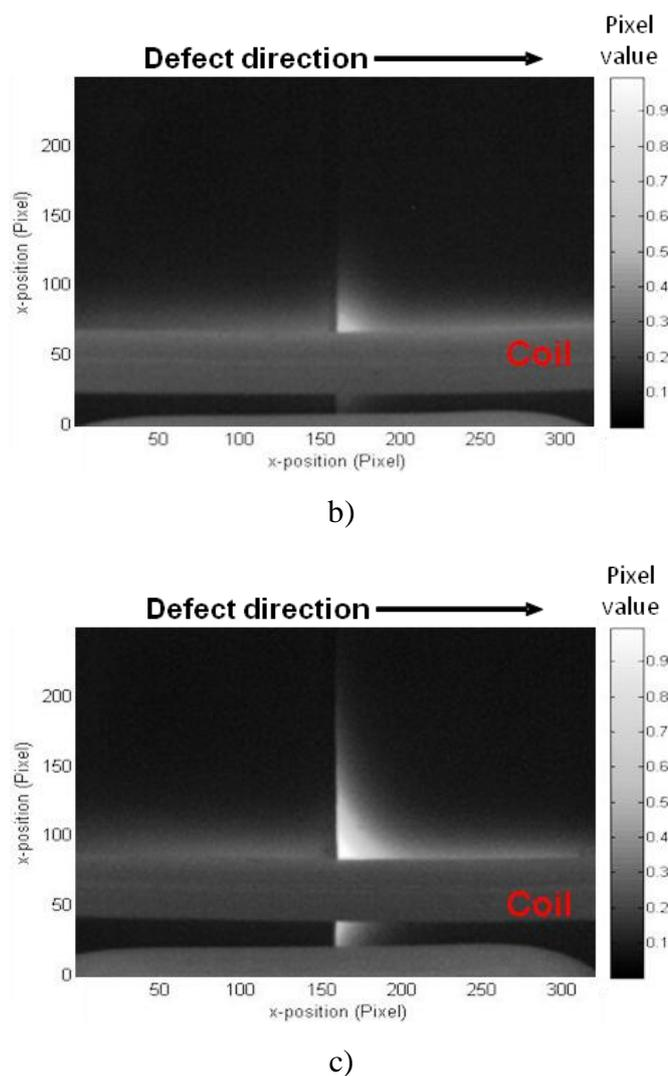 Pixel
value
Defect direction
0.9
0.8
0.7
0.6
0.5
0.4
0.3
0.2
0.1
x-position (Pixel)
200
150
100
50
0
Coil
50 100 150 200 250 300
x-position (Pixel)
b)
Pixel
value
Defect direction
0.9
0.8
0.7
0.6
0.5
0.4
0.3
0.2
0.1
x-position (Pixel)
200
150
100
50
0
Coil
50 100 150 200 250 300
x-position (Pixel)
c)